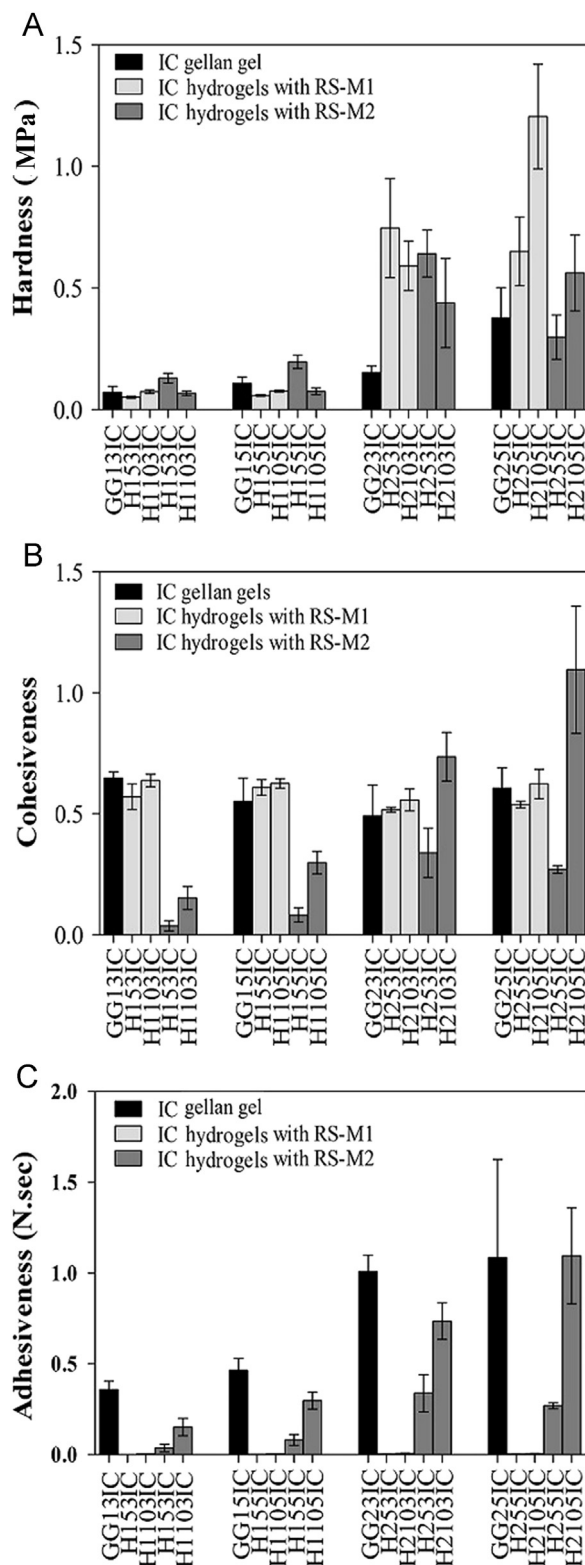 A
1.5
IC gellan gel
IC hydrogels with RS-M1
IC hydrogels with RS-M2
1.0
0.5
0.0
Hardness ( MPa)
GG13IC
H153IC
H1103IC
H153IC
H1103IC
GG15IC
H155IC
H1105IC
H155IC
H1105IC
GG23IC
H253IC
H2103IC
H253IC
H2103IC
GG25IC
H255IC
H2105IC
H255IC
H2105IC
B
1.5
IC gellan gels
IC hydrogels with RS-M1
IC hydrogels with RS-M2
1.0
0.5
0.0
Cohesiveness
GG13IC
H153IC
H1103IC
H153IC
H1103IC
GG15IC
H155IC
H1105IC
H155IC
H1105IC
GG23IC
H253IC
H2103IC
H253IC
H2103IC
GG25IC
H255IC
H2105IC
H255IC
H2105IC
C
2.0
IC gellan gel
IC hydrogels with RS-M1
IC hydrogels with RS-M2
1.5
1.0
0.5
0.0
Adhesiveness (N.sec)
GG13IC
H153IC
H1103IC
H153IC
H1103IC
GG15IC
H155IC
H1105IC
H155IC
H1105IC
GG23IC
H253IC
H2103IC
H253IC
H2103IC
GG25IC
H255IC
H2105IC
H255IC
H2105IC